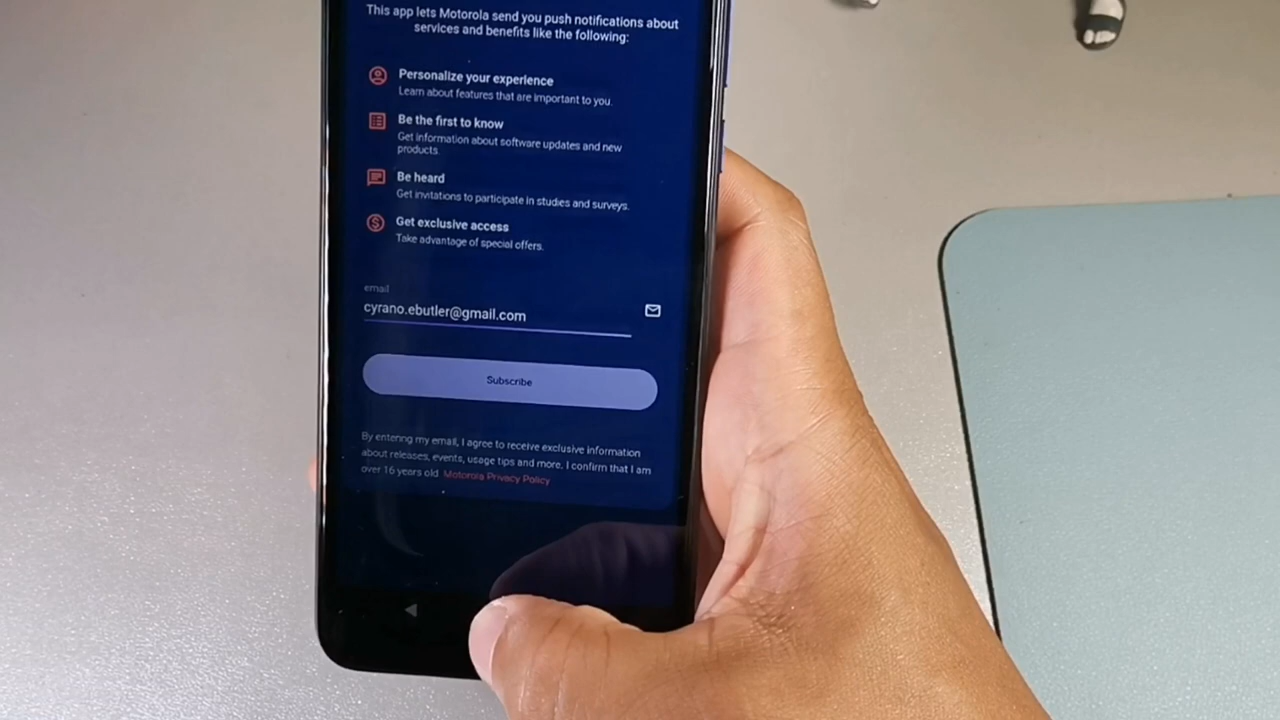 This app lets Motorola send you push notifications about
services and benefits like the following:
Personalize your experience
Learn about features that are important to you.
Be the first to know
Get information about software updates and new
products.
Be heard
Get invitations to participate in studies and surveys.
Get exclusive access
Take advantage of special offers.
email
cyrano.ebutler@gmail.com
Subscribe
By entering my email, I agree to receive exclusive information
about releases, events, usage tips and more. I confirm that I am
over 16 years old. Motorola Privacy Policy